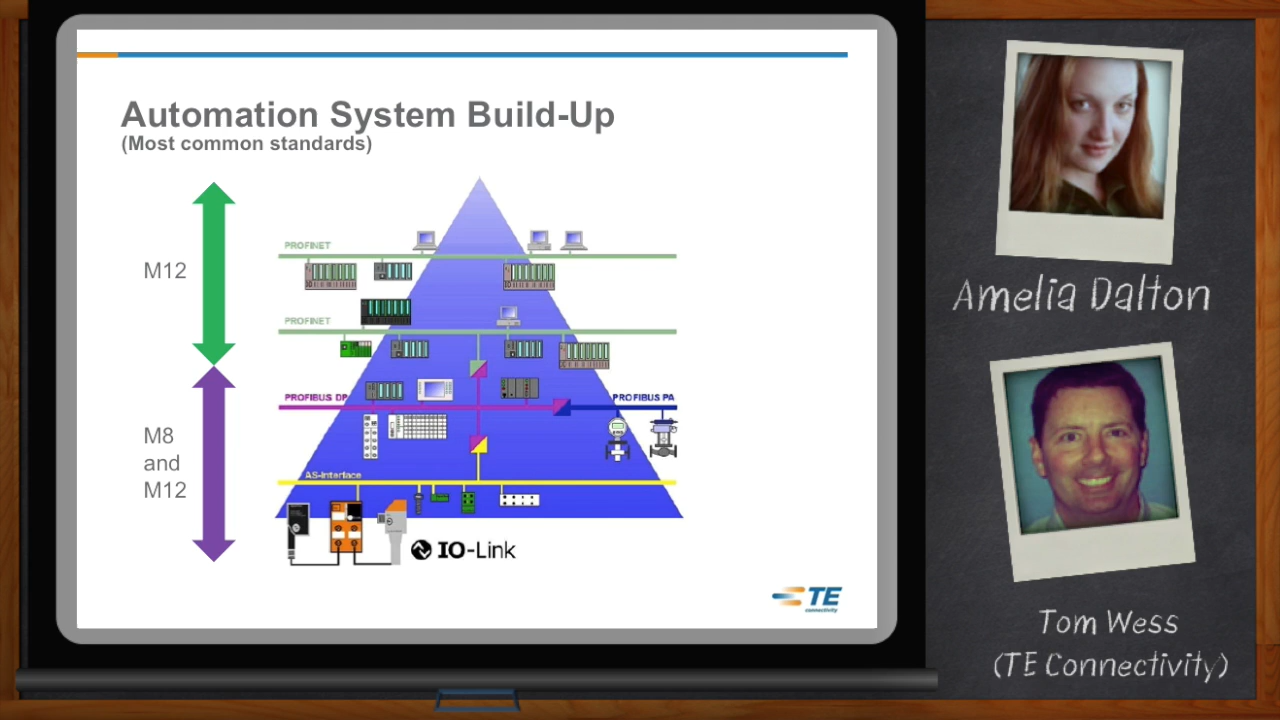 Automation System Build-Up
(Most common standards)
M12
M8
and
M12
PROFINET
PROFINET
PROFIBUS DP
PROFIBUS PA
AS-Interface
IO-Link
TE
connectivity
Amelia Dalton
Tom Wess
(TE Connectivity)